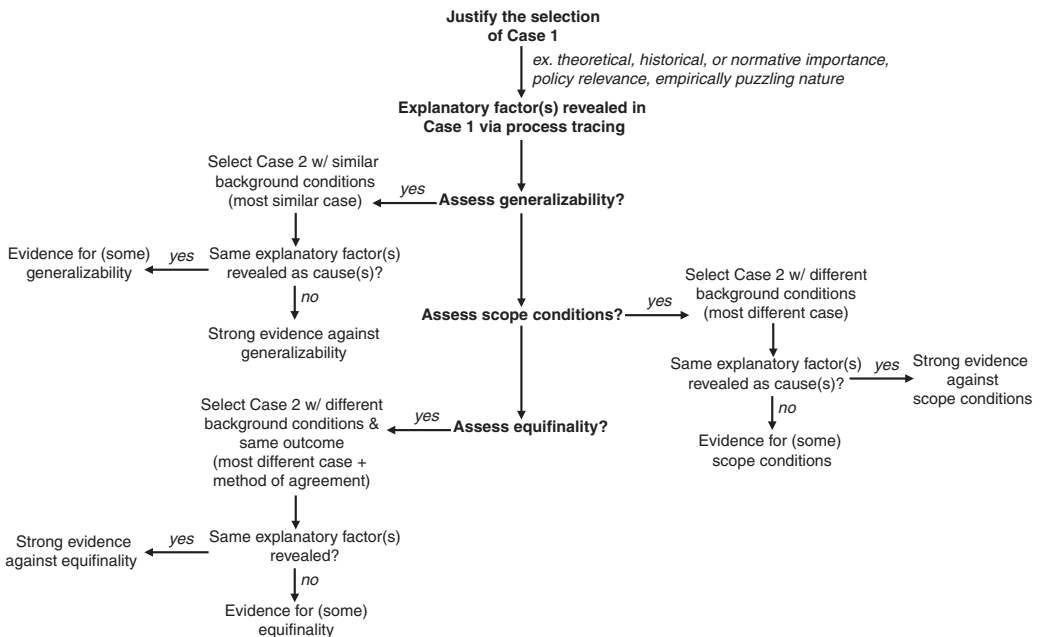 Justify the selection
of Case 1
ex. theoretical, historical, or normative importance,
policy relevance, empirically puzzling nature
Explanatory factor(s) revealed in
Case 1 via process tracing
Select Case 2 w/ similar
background conditions
(most similar case)
yes
Assess generalizability?
Evidence for (some)
generalizability
yes
Same explanatory factor(s)
revealed as cause(s)?
no
Strong evidence against
generalizability
Assess scope conditions?
yes
Select Case 2 w/ different
background conditions
(most different case)
Same explanatory factor(s)
revealed as cause(s)?
yes
Strong evidence
against
scope conditions
no
Evidence for (some)
scope conditions
Select Case 2 w/ different
background conditions &
same outcome
(most different case +
method of agreement)
yes
Assess equifinality?
Strong evidence
against equifinality
yes
Same explanatory factor(s)
revealed?
no
Evidence for (some)
equifinality